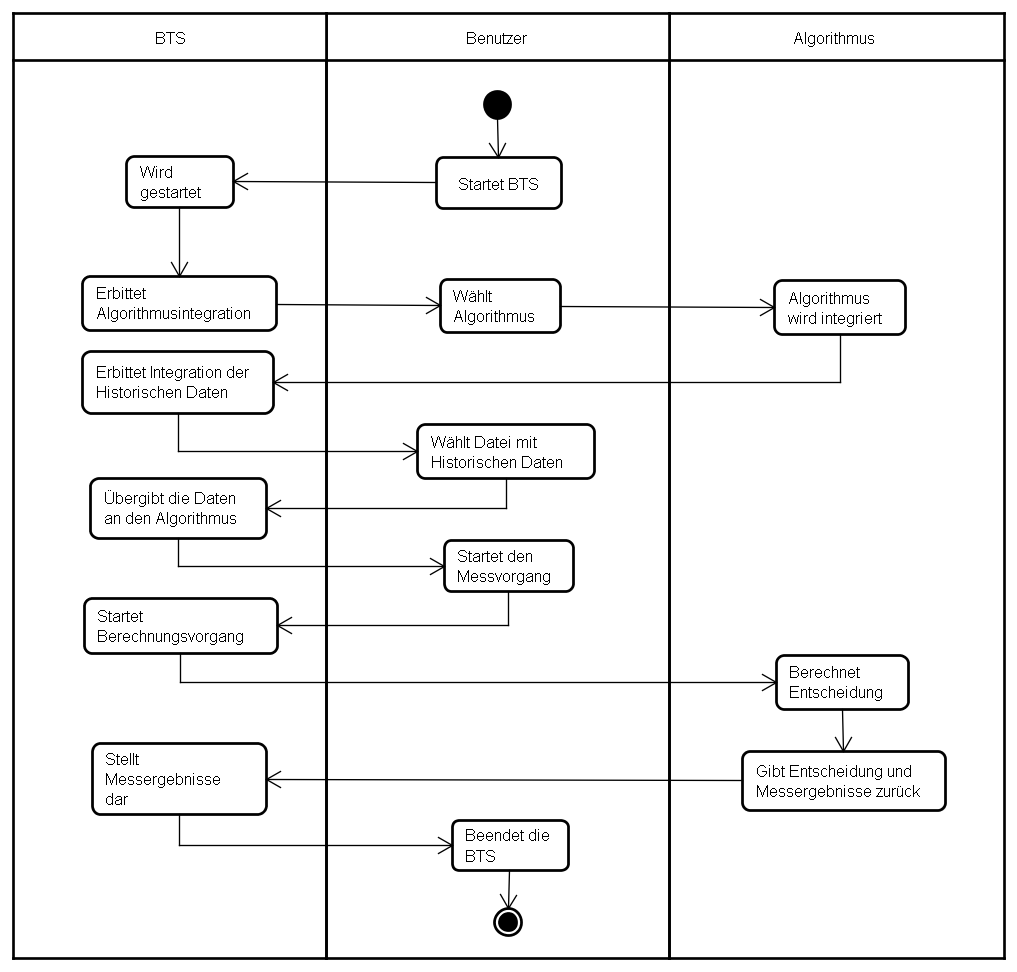 BTS
Benutzer
Algorithmus
Startet BTS
Wird
gestartet
Erbittet
Algorithmusintegration
Wählt
Algorithmus
Algorithmus
wird integriert
Erbittet Integration der
Historischen Daten
Wählt Datei mit
Historischen Daten
Übergibt die Daten
an den Algorithmus
Startet den
Messvorgang
Startet
Berechnungsvorgang
Berechnet
Entscheidung
Gibt Entscheidung und
Messergebnisse zurück
Stellt
Messergebnisse
dar
Beendet die
BTS